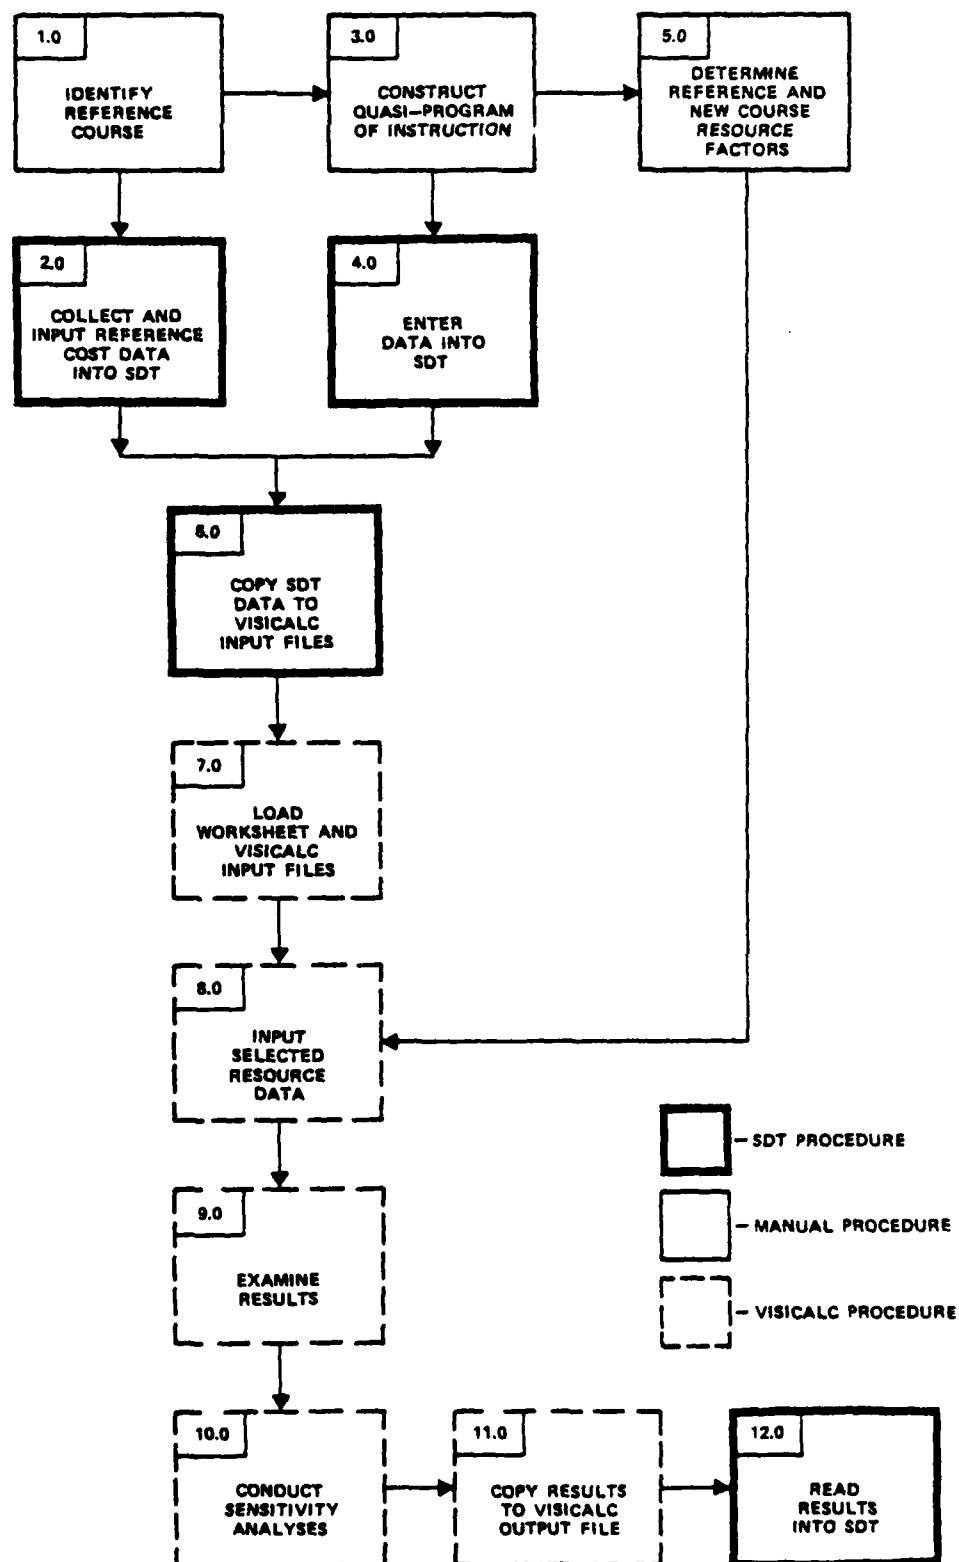 1.0
IDENTIFY
REFERENCE
COURSE
3.0
CONSTRUCT
QUASI-PROGRAM
OF INSTRUCTION
5.0
DETERMINE
REFERENCE AND
NEW COURSE
RESOURCE
FACTORS
2.0
COLLECT AND
INPUT REFERENCE
COST DATA
INTO SDT
4.0
ENTER
DATA INTO
SDT
6.0
COPY SDT
DATA TO
VISICALC
INPUT FILES
7.0
LOAD
WORKSHEET AND
VISICALC
INPUT FILES
8.0
INPUT
SELECTED
RESOURCE
DATA
- SDT PROCEDURE
- MANUAL PROCEDURE
- VISICALC PROCEDURE
9.0
EXAMINE
RESULTS
10.0
CONDUCT
SENSITIVITY
ANALYSES
11.0
COPY RESULTS
TO VISICALC
OUTPUT FILE
12.0
READ
RESULTS
INTO SDT